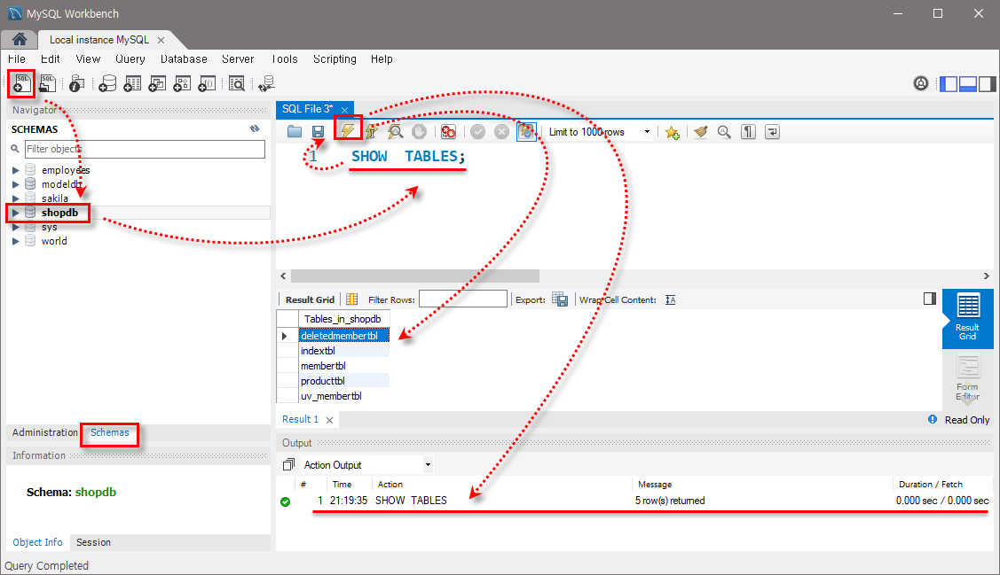 MySQL Workbench
Local instance MySQL
File Edit View Query Database Server Tools Scripting Help
SQL SQL
Navigator
SQL File 3*
SCHEMAS
Limit to 1000 rows
Filter objects
1 SHOW TABLES;
employees
modeldb
sakila
shopdb
sys
world
Result Grid Filter Rows: Export: Wrap Cell Content:
Tables_in_shopdb
deletedmembertbl
indextbl
membertbl
producttbl
uv_membertbl
Result Grid
Form Editor
Result 1
Read Only
Administration Schemas
Output
Information
Action Output
# Time Action Message Duration / Fetch
1 21:19:35 SHOW TABLES 5 row(s) returned 0.000 sec / 0.000 sec
Schema: shopdb
Object Info Session
Query Completed